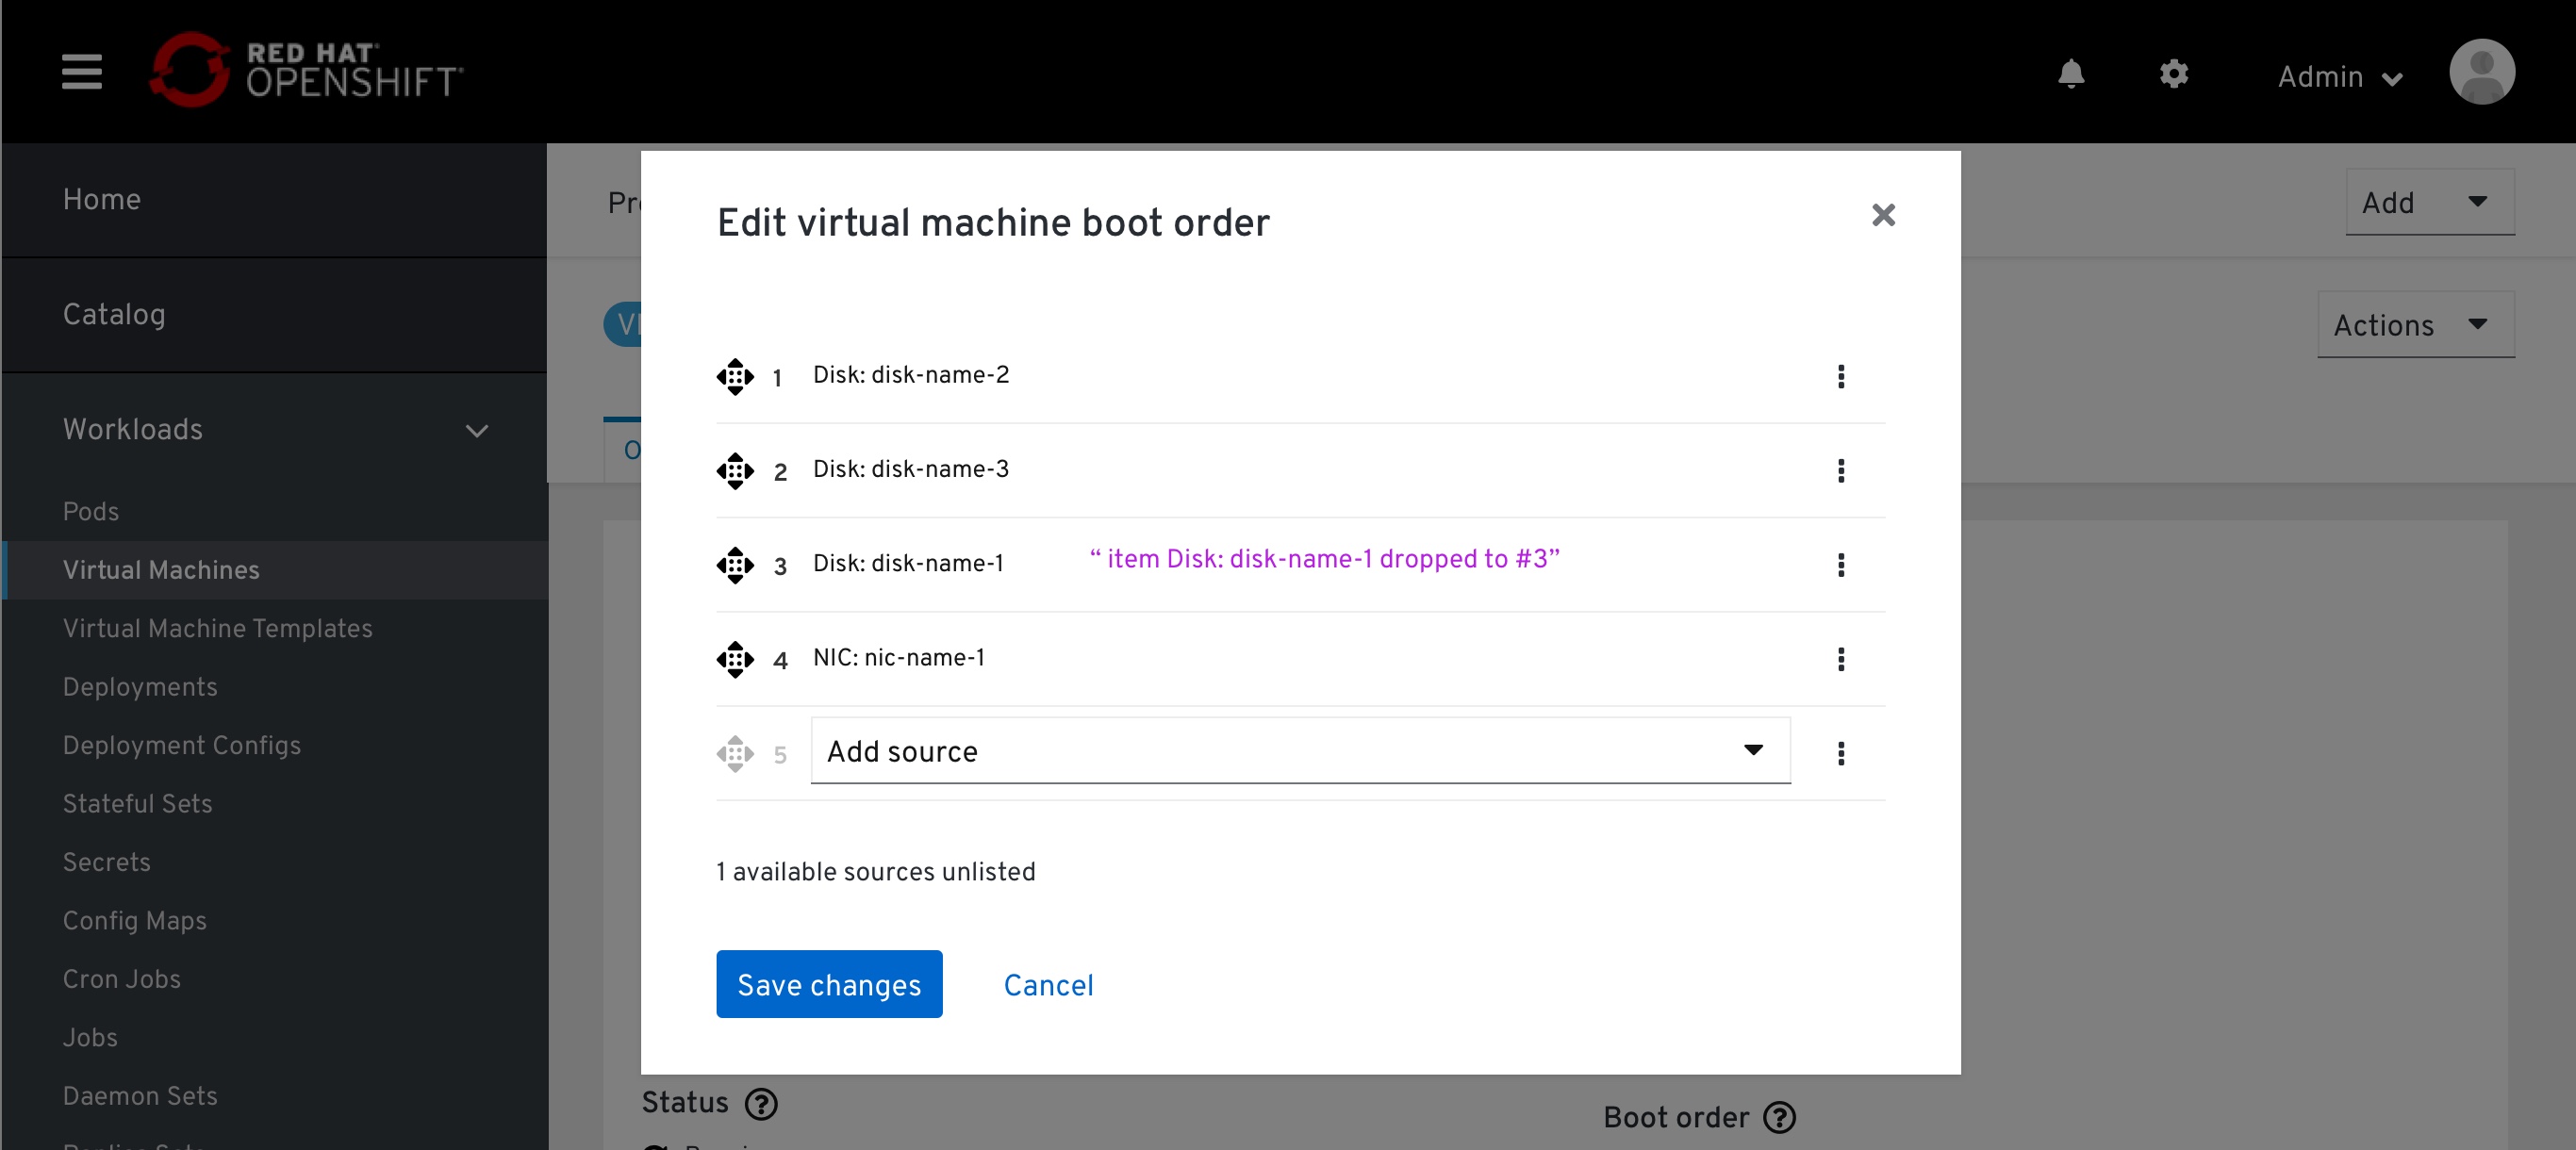 RED HAT
OPENSHIFT
Admin
Home
Catalog
Workloads
Pods
Virtual Machines
Virtual Machine Templates
Deployments
Deployment Configs
Stateful Sets
Secrets
Config Maps
Cron Jobs
Jobs
Daemon Sets
Add
Actions
Edit virtual machine boot order
1 Disk: disk-name-2
2 Disk: disk-name-3
3 Disk: disk-name-1 “ item Disk: disk-name-1 dropped to #3”
4 NIC: nic-name-1
5 Add source
1 available sources unlisted
Save changes Cancel
Status
Boot order